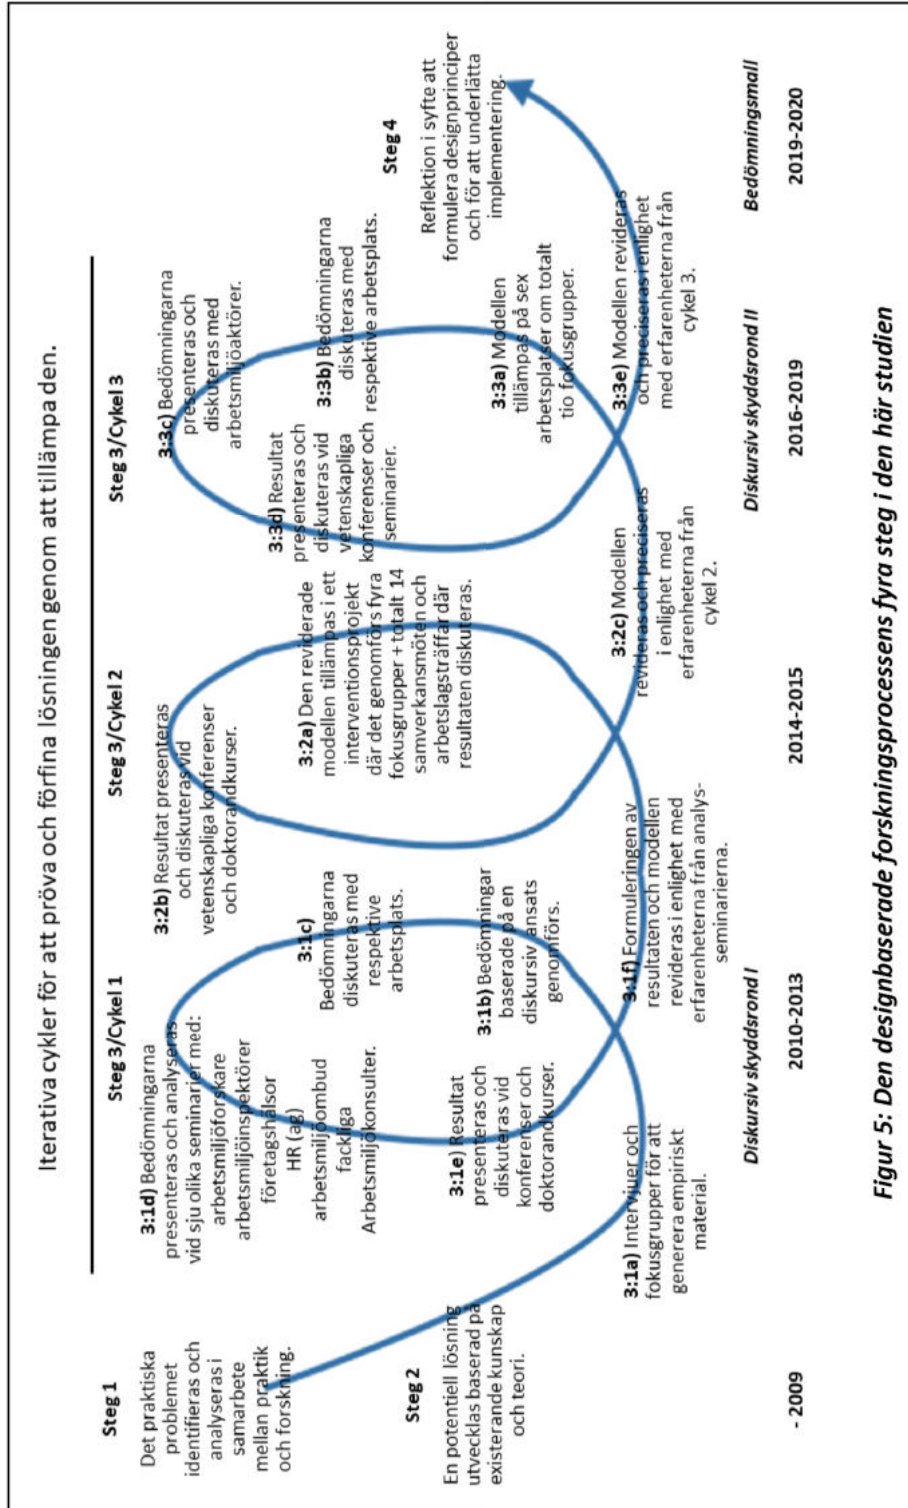 Iterativa cykler för att pröva och förfina lösningen genom att tillämpa den.
Steg 1
Det praktiska
problemet
identifieras och
analyseras i
samarbete
mellan praktik
och forskning.
Steg 2
En potentiell lösning
utvecklas baserad på
existerande kunskap
och teori.
- 2009
Steg 3/Cykel 1
3:1d) Bedömningarna
presenteras och analyseras
vid sju olika seminarier med:
arbetsmiljöforskare
arbetsmiljöinspektörer
företagshälsor
HR (ag)
arbetsmiljöombud
fackliga
Arbetsmiljökonsulter.
3:1c)
Bedömningarna
diskuteras med
respektive
arbetsplats.
3:1e) Resultat
presenteras och
diskuteras vid
konferenser och
doktorandkurser.
3:1b) Bedömningar
baserade på en
diskursiv ansats
genomförs.
3:1a) Intervjuer och
fokusgrupper för att
generera empiriskt
material.
3:1f) Formuleringen av
resultaten och modellen
revideras i enlighet med
erfarenheterna från analys-
seminarierna.
Diskursiv skyddsrond I
2010-2013
Steg 3/Cykel 2
3:2b) Resultat presenteras
och diskuteras vid
vetenskapliga konferenser
och doktorandkurser.
3:2a) Den reviderade
modellen tillämpas i ett
interventionsprojekt
där det genomförs fyra
fokusgrupper + totalt 14
samverkansmöten och
arbetslagsträffar där
resultaten diskuteras.
3:2c) Modellen
revideras och preciseras
i enlighet med
erfarenheterna från
cykel 2.
2014-2015
Steg 3/Cykel 3
3:3c) Bedömningarna
presenteras och
diskuteras med
arbetsmiljöaktörer.
3:3d) Resultat
presenteras och
diskuteras vid
vetenskapliga
konferenser och
seminarier.
3:3b) Bedömningarna
diskuteras med
respektive arbetsplats.
3:3a) Modellen
tillämpas på sex
arbetsplatser om totalt
tio fokusgrupper.
3:3e) Modellen revideras
och preciseras i enlighet
med erfarenheterna från
cykel 3.
Diskursiv skyddsrond II
2016-2019
Steg 4
Reflektion i syfte att
formulera designprinciper
och för att underlätta
implementering.
Bedömningsmall
2019-2020
Figur 5: Den designbaserade forskningsprocessens fyra steg i den här studien